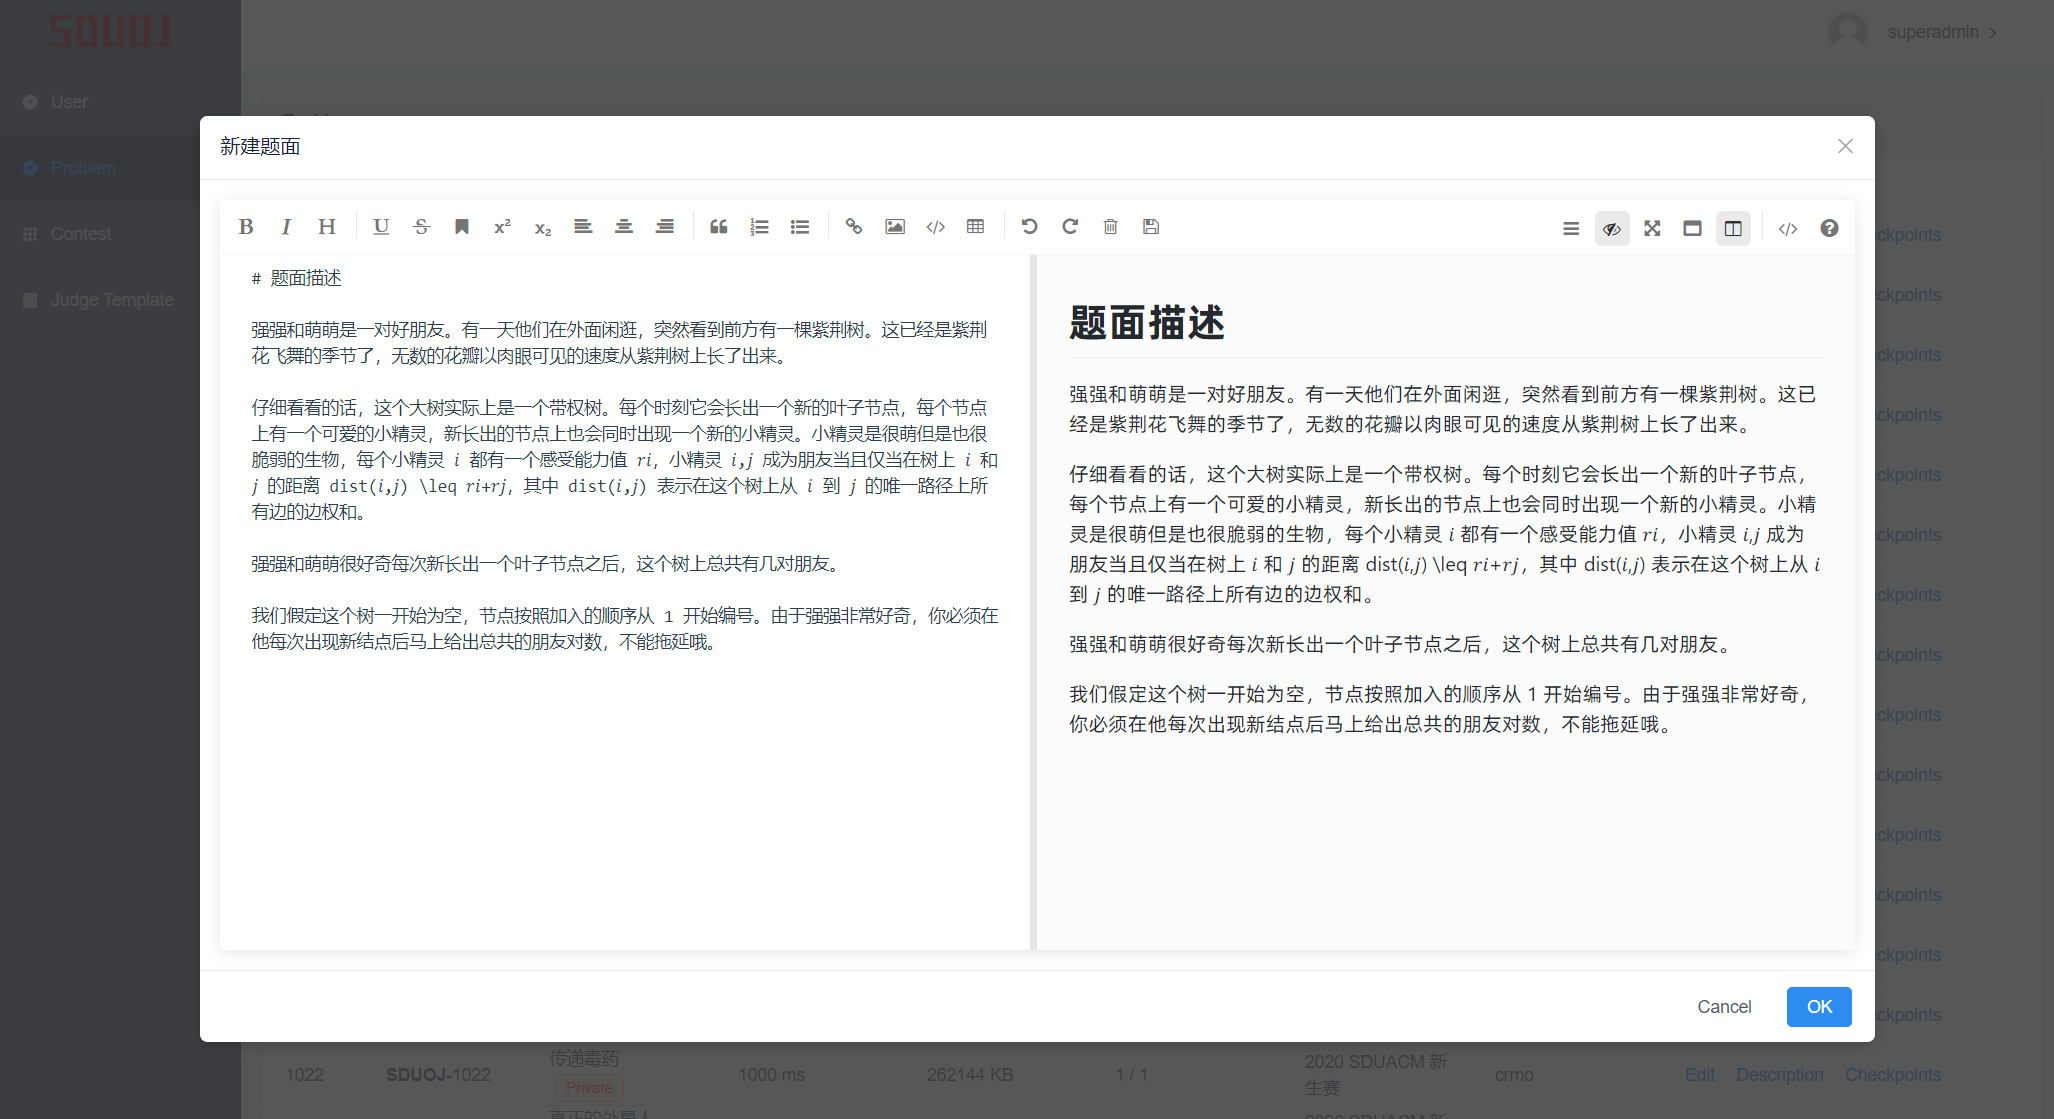 SDUOJ
superadmin
User
Problem
Contest
Judge Template
新建题面
# 题面描述
强强和萌萌是一对好朋友。有一天他们在外面闲逛，突然看到前方有一棵紫荆树。这已经是紫荆
花飞舞的季节了，无数的花瓣以肉眼可见的速度从紫荆树上长了出来。
仔细看看的话，这个大树实际上是一个带权树。每个时刻它会长出一个新的叶子节点，每个节点
上有一个可爱的小精灵，新长出的节点上也会同时出现一个新的小精灵。小精灵是很萌但是也很
脆弱的生物，每个小精灵 i 都有一个感受能力值 ri，小精灵 i,j 成为朋友当且仅当在树上 i 和
j 的距离 dist(i,j) \leq ri+rj，其中 dist(i,j) 表示在这个树上从 i 到 j 的唯一路径上所
有边的边权和。
强强和萌萌很好奇每次新长出一个叶子节点之后，这个树上总共有几对朋友。
我们假定这个树一开始为空，节点按照加入的顺序从 1 开始编号。由于强强非常好奇，你必须在
他每次出现新结点后马上给出总共的朋友对数，不能拖延哦。
题面描述
强强和萌萌是一对好朋友。有一天他们在外面闲逛，突然看到前方有一棵紫荆树。这已
经是紫荆花飞舞的季节了，无数的花瓣以肉眼可见的速度从紫荆树上长了出来。
仔细看看的话，这个大树实际上是一个带权树。每个时刻它会长出一个新的叶子节点，
每个节点上有一个可爱的小精灵，新长出的节点上也会同时出现一个新的小精灵。小精
灵是很萌但是也很脆弱的生物，每个小精灵 i 都有一个感受能力值 ri，小精灵 i,j 成为
朋友当且仅当在树上 i 和 j 的距离 dist(i,j) \leq ri+rj，其中 dist(i,j) 表示在这个树上从 i
到 j 的唯一路径上所有边的边权和。
强强和萌萌很好奇每次新长出一个叶子节点之后，这个树上总共有几对朋友。
我们假定这个树一开始为空，节点按照加入的顺序从 1 开始编号。由于强强非常好奇，
你必须在他每次出现新结点后马上给出总共的朋友对数，不能拖延哦。
ckpoints
ckpoints
ckpoints
ckpoints
ckpoints
ckpoints
ckpoints
ckpoints
ckpoints
ckpoints
ckpoints
ckpoints
ckpoints
ckpoints
Cancel OK
1022 SDUOJ-1022 传递毒药 Private 1000 ms 262144 KB 1 / 1 2020 SDUACM 新
生赛 crmo Edit Description Checkpoints